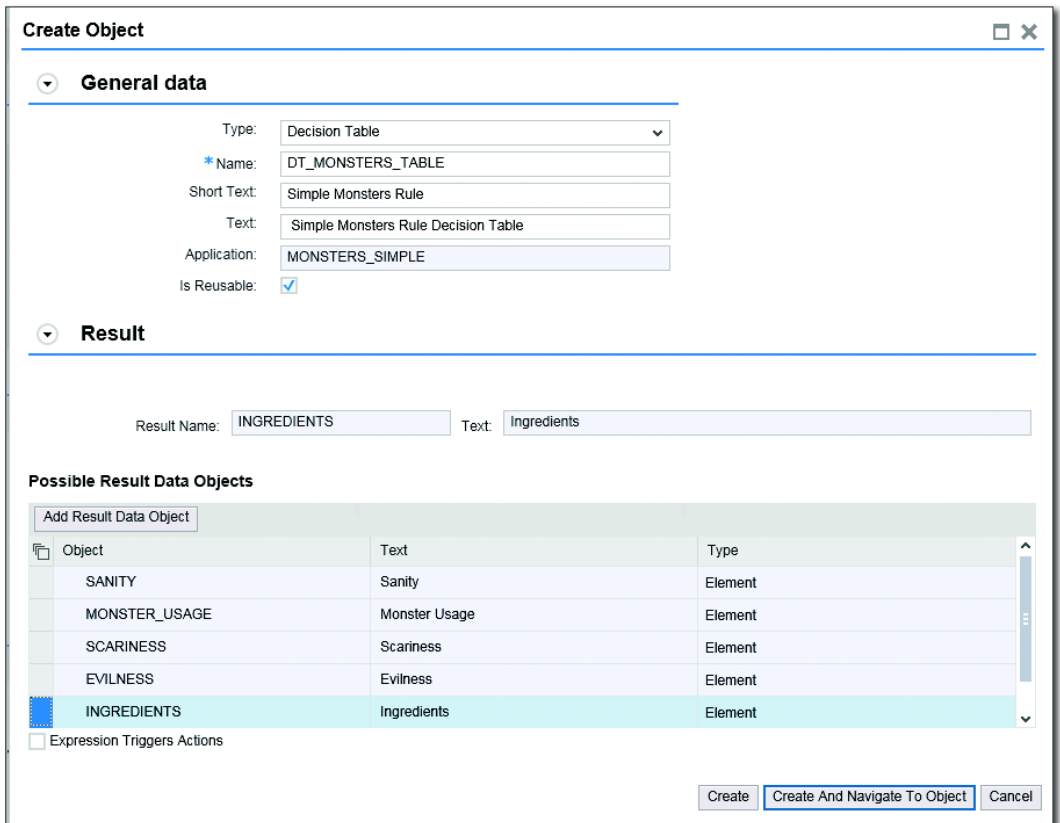 Create Object
General data
Type: Decision Table
* Name: DT_MONSTERS_TABLE
Short Text: Simple Monsters Rule
Text: Simple Monsters Rule Decision Table
Application: MONSTERS_SIMPLE
Is Reusable:
Result
Result Name: INGREDIENTS Text: Ingredients
Possible Result Data Objects
Add Result Data Object
Object Text Type
SANITY Sanity Element
MONSTER_USAGE Monster Usage Element
SCARINESS Scariness Element
EVILNESS Evilness Element
INGREDIENTS Ingredients Element
Expression Triggers Actions
Create Create And Navigate To Object Cancel